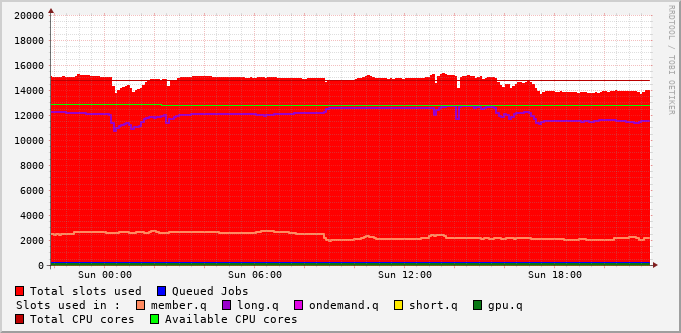 20000
18000
16000
14000
12000
10000
8000
6000
4000
2000
0
Sun 00:00 Sun 06:00 Sun 12:00 Sun 18:00
RRDTOOL / TOBI OETIKER
Total slots used Queued Jobs
Slots used in : member.q long.q ondemand.q short.q gpu.q
Total CPU cores Available CPU cores